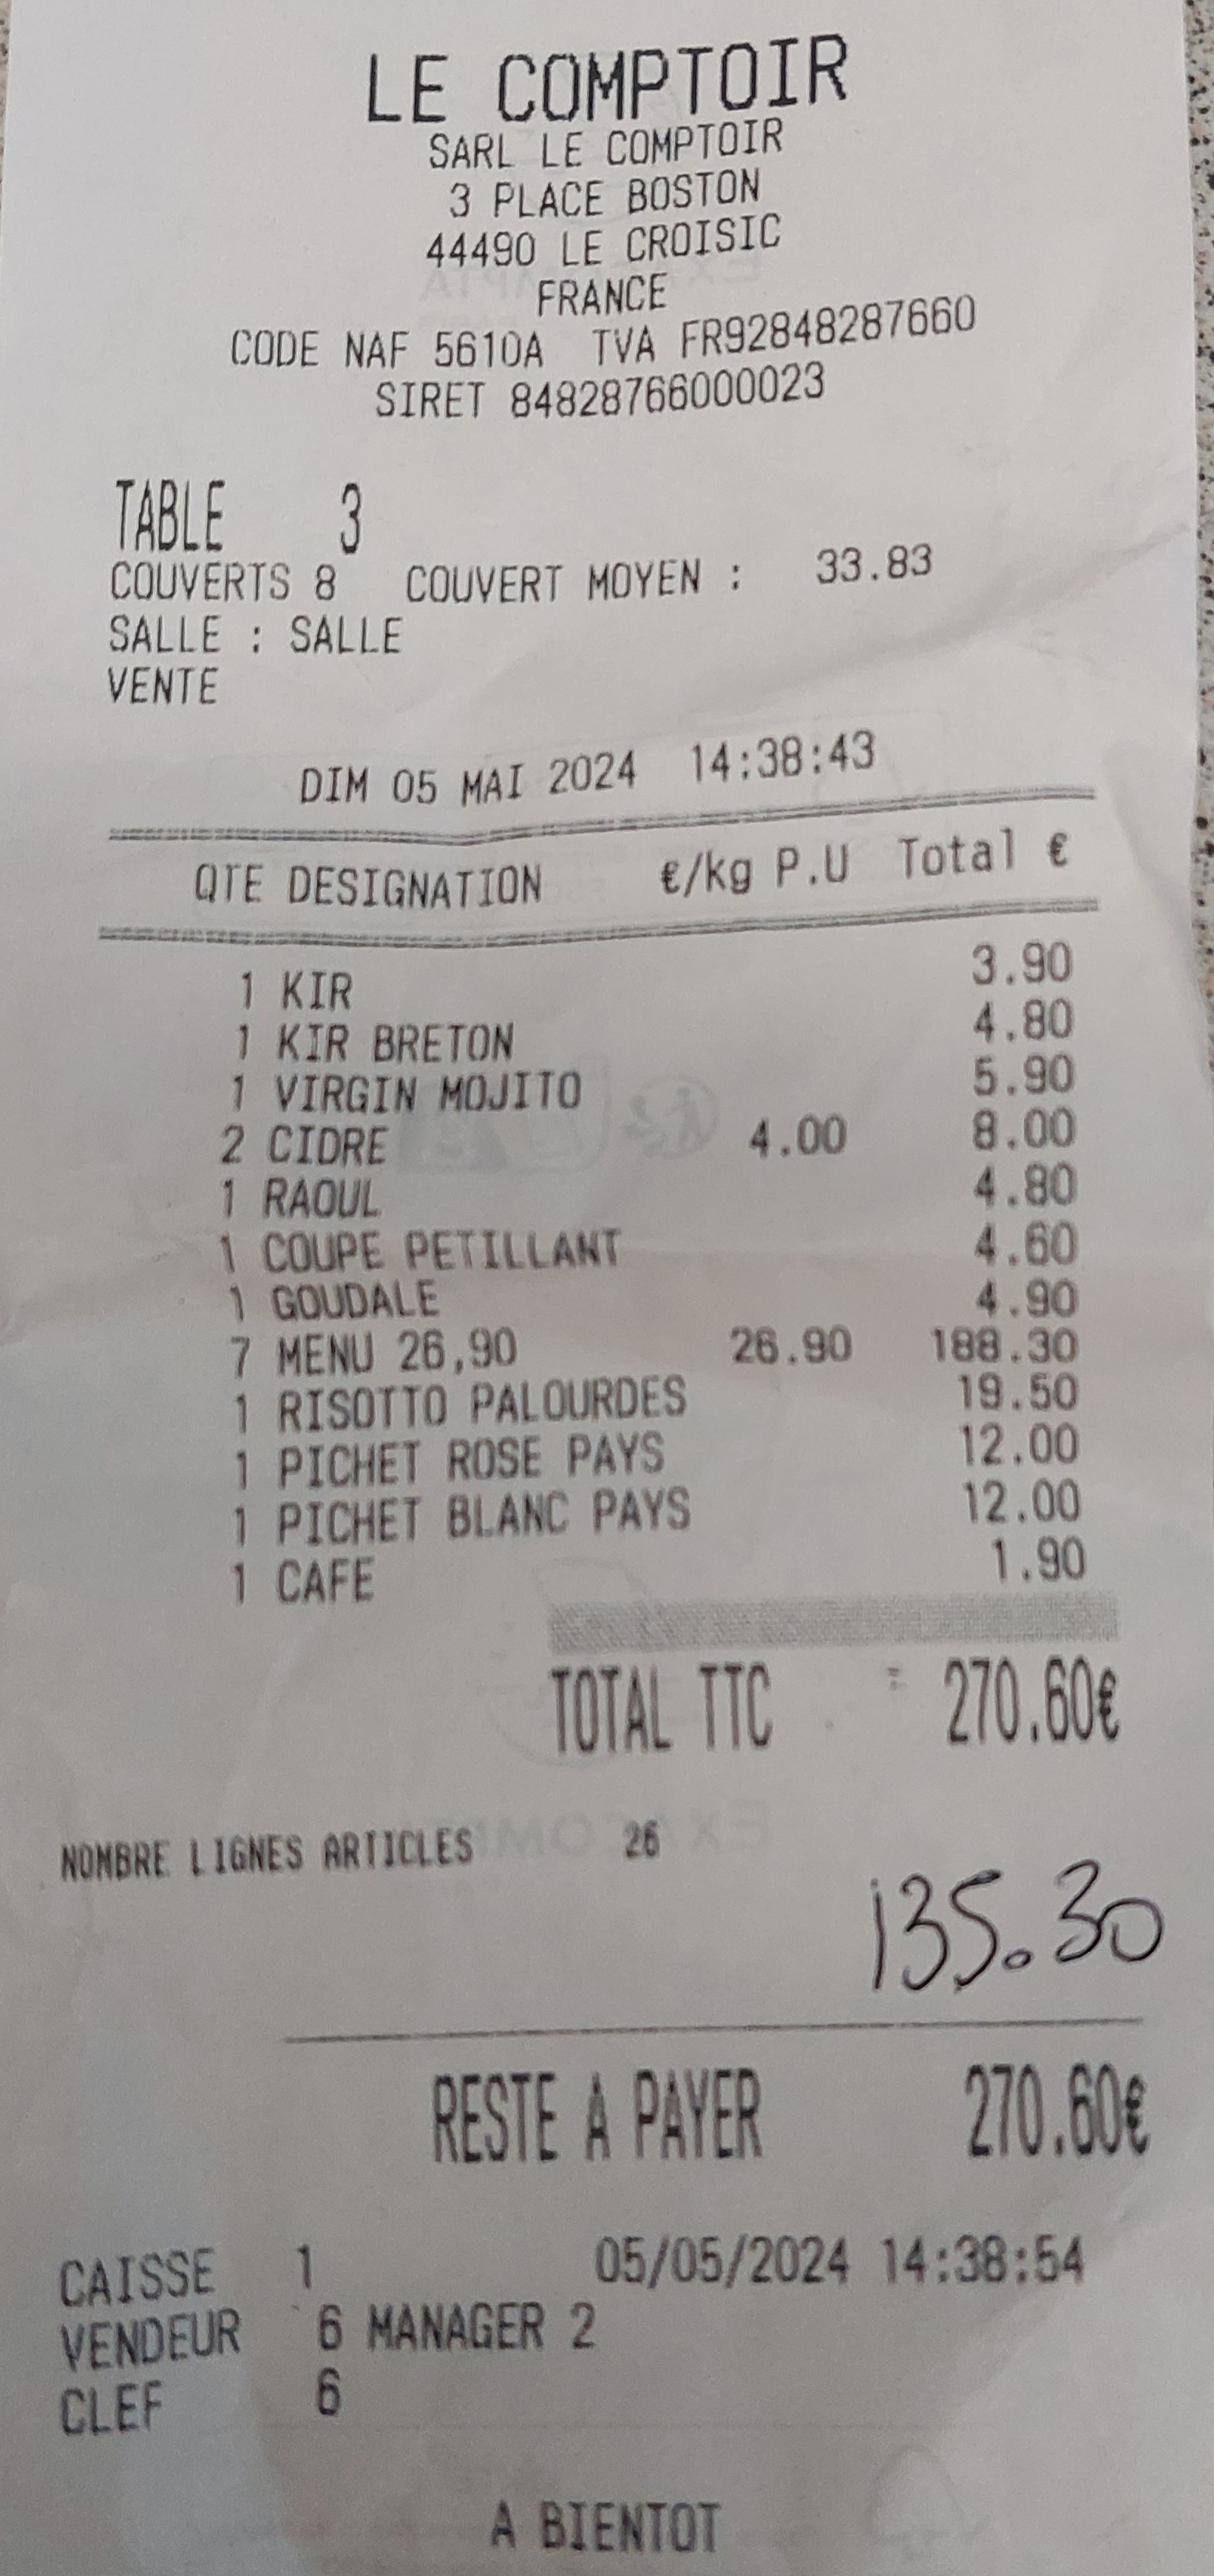 LE COMPTOIR
SARL LE COMPTOIR
3 PLACE BOSTON
44490 LE CROISIC
FRANCE
CODE NAF 5610A TVA FR92848287660
SIRET 84828766000023
TABLE 3
COUVERTS 8 COUVERT MOYEN : 33.83
SALLE : SALLE
VENTE
DIM 05 MAI 2024 14:38:43
QTE DESIGNATION €/kg P.U Total €
1 KIR 3.90
1 KIR BRETON 4.80
1 VIRGIN MOJITO 5.90
2 CIDRE 4.00 8.00
1 RAOUL 4.80
1 COUPE PETILLANT 4.60
1 GOUDALE 4.90
7 MENU 26,90 26.90 188.30
1 RISOTTO PALOURDES 19.50
1 PICHET ROSE PAYS 12.00
1 PICHET BLANC PAYS 12.00
1 CAFE 1.90
TOTAL TTC = 270.60€
NOMBRE LIGNES ARTICLES 26
135.30
RESTE A PAYER 270.60€
CAISSE 1 05/05/2024 14:38:54
VENDEUR 6 MANAGER 2
CLEF 6
A BIENTOT